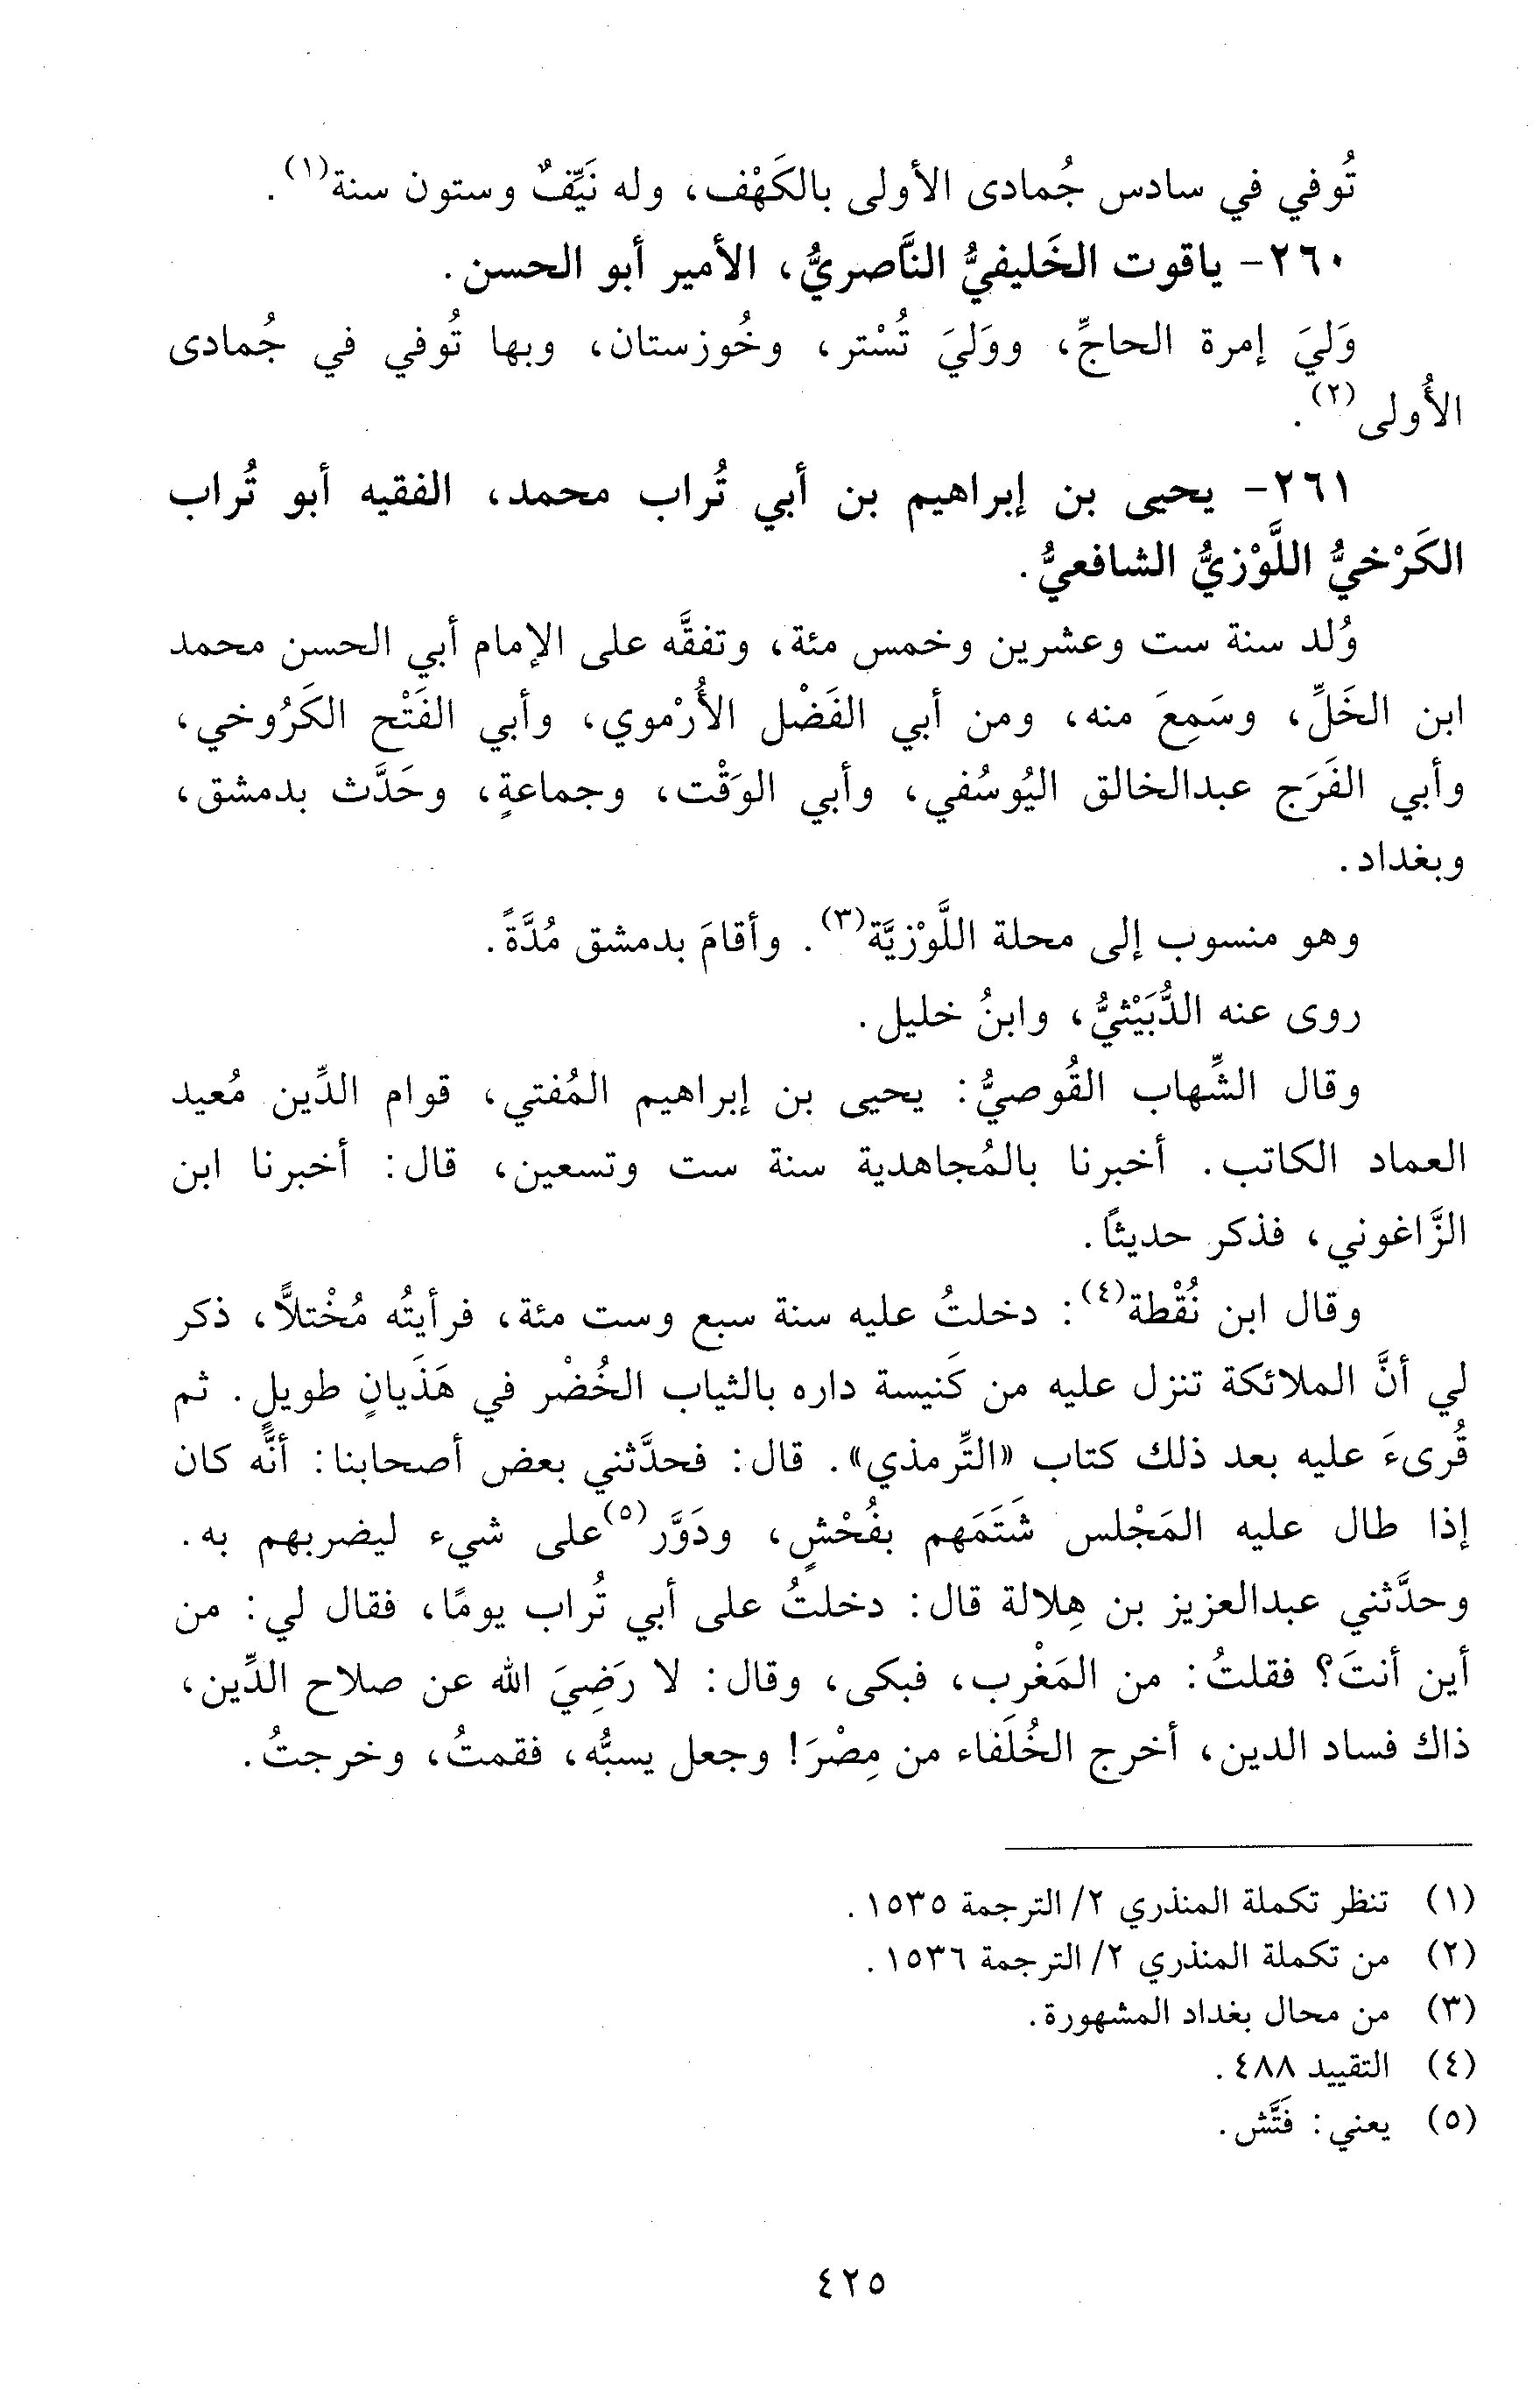 تُوفي في سادس جُمادى الأولى بالكَهْف، وله نَيِّفٌ وستون سنة(١).
٢٦٠- ياقوت الخَليفيُّ النَّاصريُّ، الأمير أبو الحسن.
وَليَ إمرة الحاجِّ، ووَليَ تُسْتر، وخُوزستان، وبها تُوفي في جُمادى
الأُولى(٢).
٢٦١- يحيى بن إبراهيم بن أبي تُراب محمد، الفقيه أبو تُراب
الكَرْخيُّ اللَّوْزيُّ الشافعيُّ.
وُلد سنة ست وعشرين وخمس مئة، وتفقَّه على الإمام أبي الحسن محمد
ابن الخَلِّ، وسَمِعَ منه، ومن أبي الفَضْل الأُرْموي، وأبي الفَتْح الكَرُوخي،
وأبي الفَرَج عبدالخالق اليُوسُفي، وأبي الوَقْت، وجماعةٍ، وحَدَّث بدمشق،
وبغداد.
وهو منسوب إلى محلة اللَّوْزيَّة(٣). وأقامَ بدمشق مُدَّةً.
روى عنه الدُّبَيْثيُّ، وابنُ خليل.
وقال الشِّهاب القُوصيُّ: يحيى بن إبراهيم المُفتي، قوام الدِّين مُعيد
العماد الكاتب. أخبرنا بالمُجاهدية سنة ست وتسعين، قال: أخبرنا ابن
الزَّاغوني، فذكر حديثًا.
وقال ابن نُقْطة(٤): دخلتُ عليه سنة سبع وست مئة، فرأيتُه مُخْتلاًّ، ذكر
لي أنَّ الملائكة تنزل عليه من كَنيسة داره بالثياب الخُضْر في هَذَيانٍ طويلٍ. ثم
قُرىءَ عليه بعد ذلك كتاب «التِّرمذي». قال: فحدَّثني بعض أصحابنا: أنَّه كان
إذا طال عليه المَجْلس شَتَمَهم بفُحْشٍ، ودَوَّر(٥) على شيء ليضربهم به.
وحدَّثني عبدالعزيز بن هِلالة قال: دخلتُ على أبي تُراب يومًا، فقال لي: من
أين أنتَ؟ فقلتُ: من المَغْرب، فبكى، وقال: لا رَضِيَ الله عن صلاح الدِّين،
ذاك فساد الدين، أخرج الخُلَفاء من مِصْرَ! وجعل يسبُّه، فقمتُ، وخرجتُ.
(١) تنظر تكملة المنذري ٢/ الترجمة ١٥٣٥.
(٢) من تكملة المنذري ٢/ الترجمة ١٥٣٦.
(٣) من محال بغداد المشهورة.
(٤) التقييد ٤٨٨.
(٥) يعني: فَتَّش.
٤٢٥